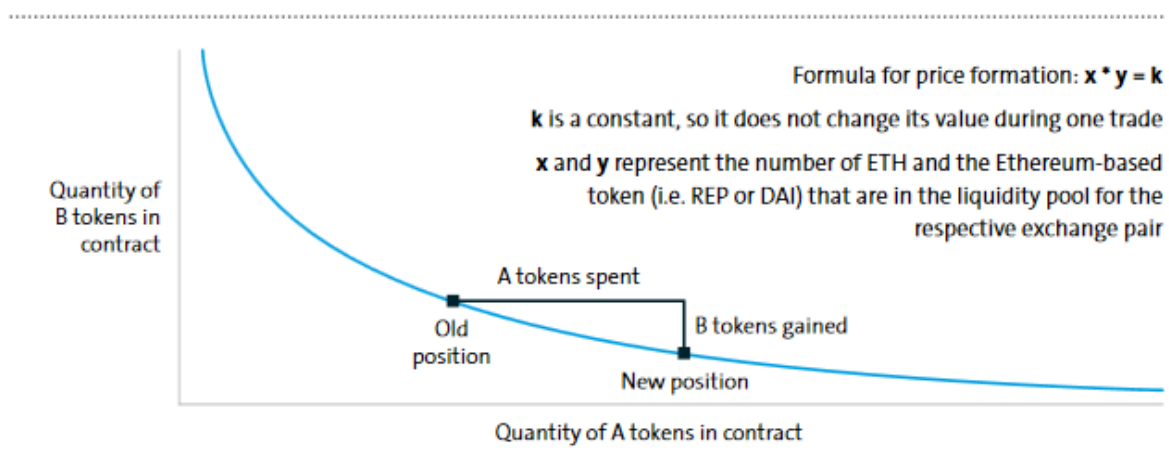 Formula for price formation: x * y = k
k is a constant, so it does not change its value during one trade
x and y represent the number of ETH and the Ethereum-based
token (i.e. REP or DAI) that are in the liquidity pool for the
respective exchange pair
Quantity of
B tokens in
contract
A tokens spent
Old
position
B tokens gained
New position
Quantity of A tokens in contract